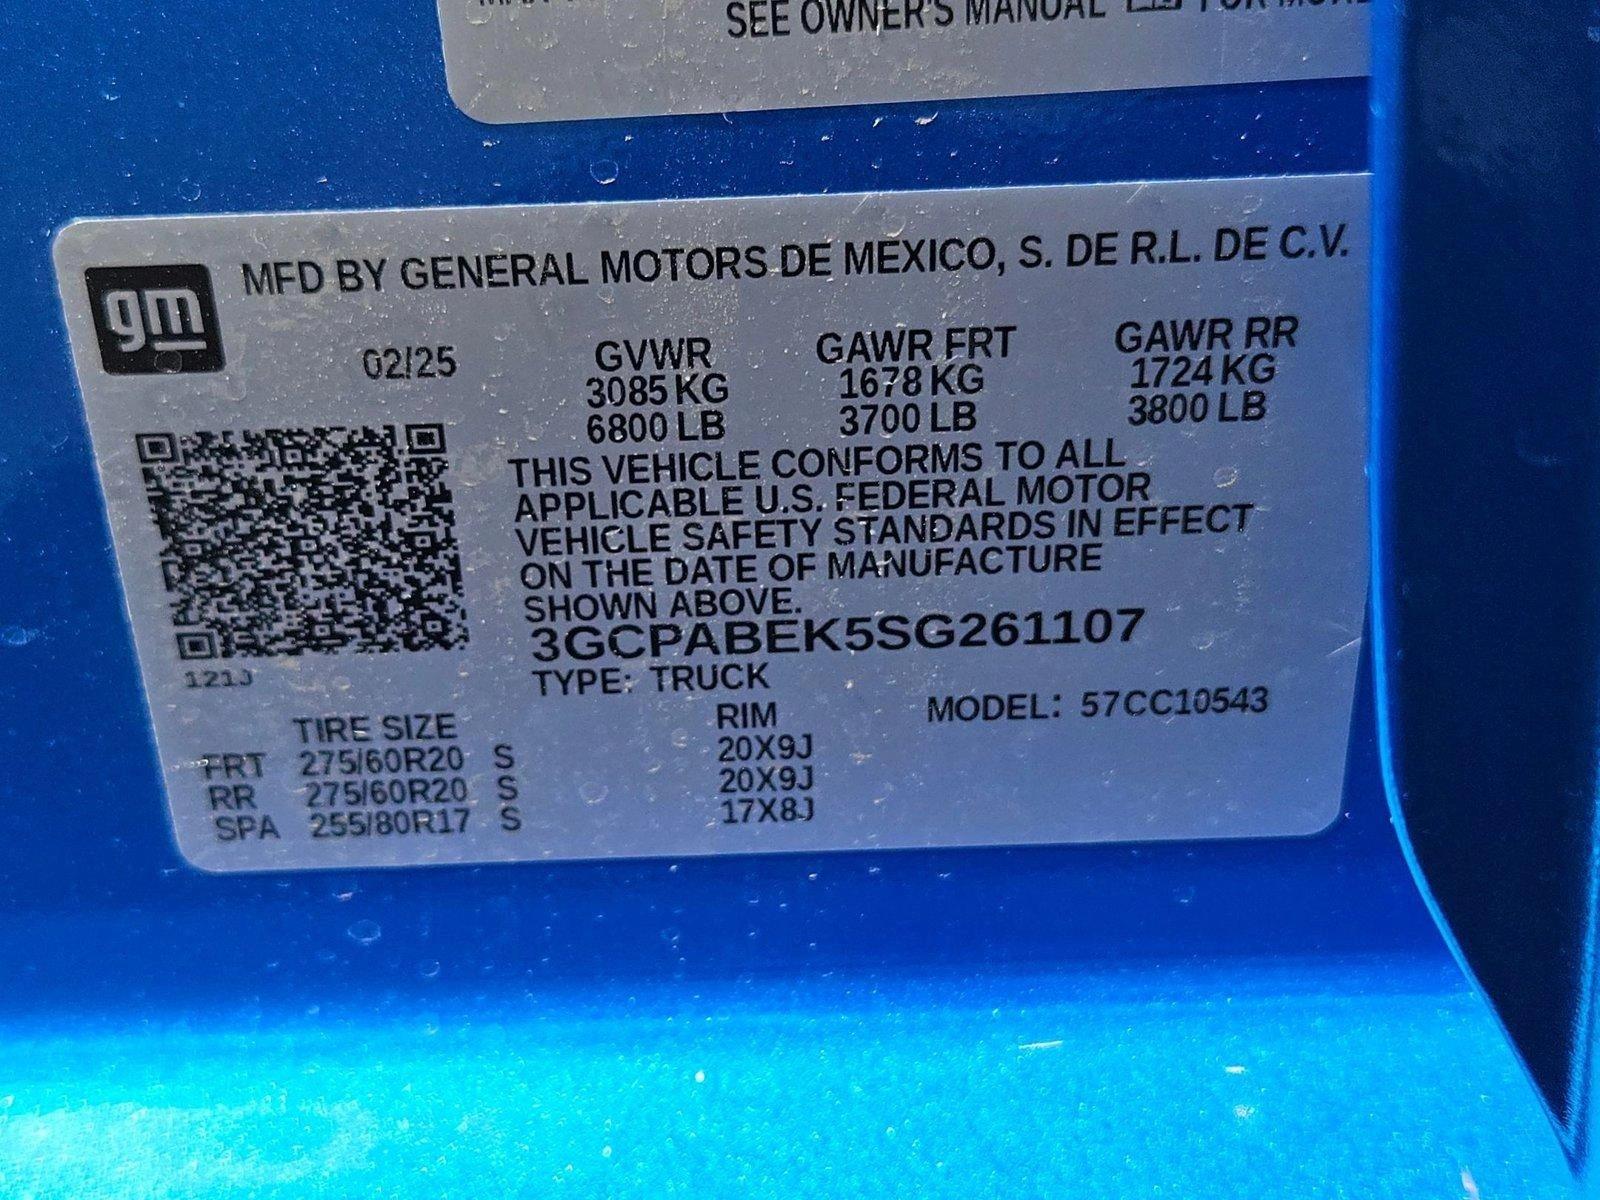 SEE OWNER'S MANUAL FOR MORE
gm
MFD BY GENERAL MOTORS DE MEXICO, S. DE R.L. DE C.V.
02/25 GVWR GAWR FRT GAWR RR
3085 KG 1678 KG 1724 KG
6800 LB 3700 LB 3800 LB
THIS VEHICLE CONFORMS TO ALL
APPLICABLE U.S. FEDERAL MOTOR
VEHICLE SAFETY STANDARDS IN EFFECT
ON THE DATE OF MANUFACTURE
SHOWN ABOVE.
3GCPABEK5SG261107
121J
TYPE: TRUCK
MODEL: 57CC10543
TIRE SIZE RIM
FRT 275/60R20 S 20X9J
RR 275/60R20 S 20X9J
SPA 255/80R17 S 17X8J